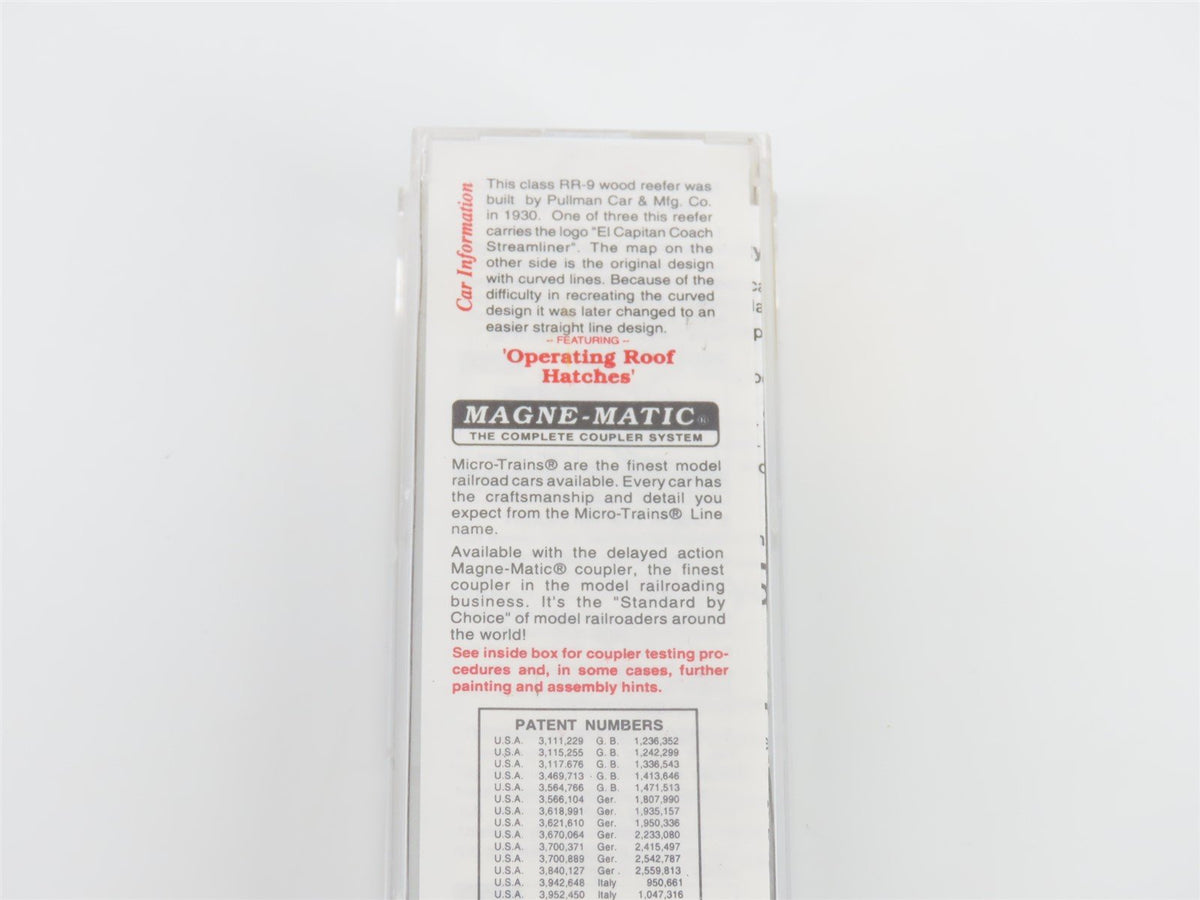 Car Information
This class RR-9 wood reefer was
built by Pullman Car & Mfg. Co.
in 1930. One of three this reefer
carries the logo "El Capitan Coach
Streamliner". The map on the
other side is the original design
with curved lines. Because of the
difficulty in recreating the curved
design it was later changed to an
easier straight line design.
-- FEATURING --
'Operating Roof
Hatches'
MAGNE-MATIC®
THE COMPLETE COUPLER SYSTEM
Micro-Trains® are the finest model
railroad cars available. Every car has
the craftsmanship and detail you
expect from the Micro-Trains® Line
name.
Available with the delayed action
Magne-Matic® coupler, the finest
coupler in the model railroading
business. It's the "Standard by
Choice" of model railroaders around
the world!
See inside box for coupler testing pro-
cedures and, in some cases, further
painting and assembly hints.
PATENT NUMBERS
U.S.A. 3,111,229 G. B. 1,236,352
U.S.A. 3,115,255 G. B. 1,242,299
U.S.A. 3,117.676 G. B. 1,336,543
U.S.A. 3,469,713 G. B. 1,413,646
U.S.A. 3,564,766 G. B. 1,471,513
U.S.A. 3,566,104 Ger. 1,807,990
U.S.A. 3,618,991 Ger. 1,935,157
U.S.A. 3,621,610 Ger. 1,950,336
U.S.A. 3,670,064 Ger. 2,233,080
U.S.A. 3,700,371 Ger. 2,415,497
U.S.A. 3,700,889 Ger. 2,542,787
U.S.A. 3,840,127 Ger. 2,559,813
U.S.A. 3,942,648 Italy 950,661
U.S.A. 3,952,450 Italy 1,047,316